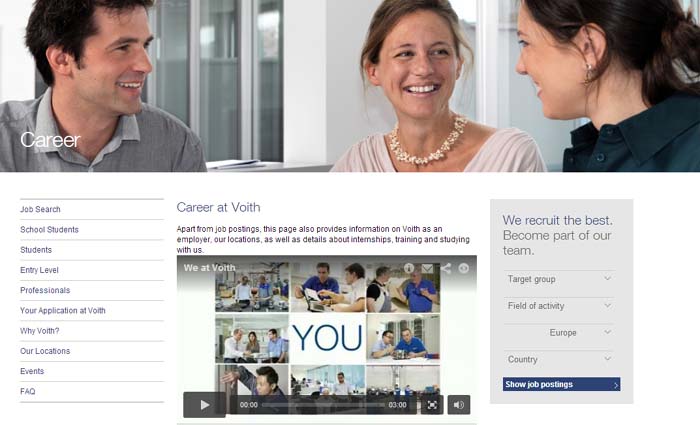 Career
Job Search
School Students
Students
Entry Level
Professionals
Your Application at Voith
Why Voith?
Our Locations
Events
FAQ
Career at Voith
Apart from job postings, this page also provides information on Voith as an
employer, our locations, as well as details about internships, training and studying
with us.
We at Voith
YOU
00:00
03:00
We recruit the best.
Become part of our
team.
Target group
Field of activity
Europe
Country
Show job postings